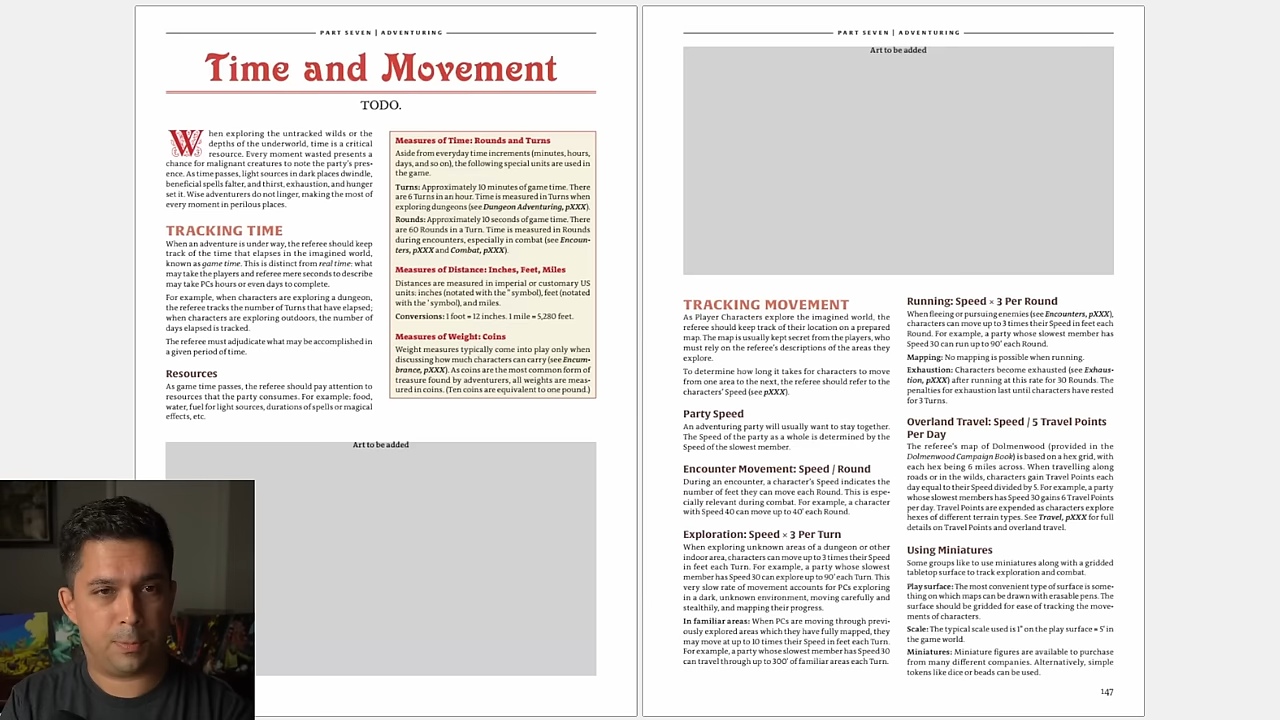 PART SEVEN | ADVENTURING
Time and Movement
TODO.
When exploring the untracked wilds or the
depths of the underworld, time is a critical
resource. Every moment wasted presents a
chance for malignant creatures to note the party's pres-
ence. As time passes, light sources in dark places dwindle,
beneficial spells falter, and thirst, exhaustion, and hunger
set it. Wise adventurers do not linger, making the most of
every moment in perilous places.
TRACKING TIME
When an adventure is under way, the referee should keep
track of the time that elapses in the imagined world,
known as game time. This is distinct from real time: what
may take the players and referee mere seconds to describe
may take PCs hours or even days to complete.
For example, when characters are exploring a dungeon,
the referee tracks the number of Turns that have elapsed;
when characters are exploring outdoors, the number of
days elapsed is tracked.
The referee must adjudicate what may be accomplished in
a given period of time.
Resources
As game time passes, the referee should pay attention to
resources that the party consumes. For example; food,
water, fuel for light sources, durations of spells or magical
effects, etc.
Measures of Time: Rounds and Turns
Aside from everyday time increments (minutes, hours,
days, and so on), the following special units are used in
the game.
Turns: Approximately 10 minutes of game time. There
are 6 Turns in an hour. Time is measured in Turns when
exploring dungeons (see Dungeon Adventuring, pXXX).
Rounds: Approximately 10 seconds of game time. There
are 60 Rounds in a Turn. Time is measured in Rounds
during encounters, especially in combat (see Encoun-
ters, pXXX and Combat, pXXX).
Measures of Distance: Inches, Feet, Miles
Distances are measured in imperial or customary US
units: inches (notated with the " symbol), feet (notated
with the ' symbol), and miles.
Conversions: 1 foot = 12 inches. 1 mile = 5,280 feet.
Measures of Weight: Coins
Weight measures typically come into play only when
discussing how much characters can carry (see Encum-
brance, pXXX). As coins are the most common form of
treasure found by adventurers, all weights are meas-
ured in coins. (Ten coins are equivalent to one pound.)
Art to be added
PART SEVEN | ADVENTURING
Art to be added
TRACKING MOVEMENT
As Player Characters explore the imagined world, the
referee should keep track of their location on a prepared
map. The map is usually kept secret from the players, who
must rely on the referee's descriptions of the areas they
explore.
To determine how long it takes for characters to move
from one area to the next, the referee should refer to the
characters' Speed (see pXXX).
Party Speed
An adventuring party will usually want to stay together.
The Speed of the party as a whole is determined by the
Speed of the slowest member.
Encounter Movement: Speed / Round
During an encounter, a character's Speed indicates the
number of feet they can move each Round. This is espe-
cially relevant during combat. For example, a character
with Speed 40 can move up to 40' each Round.
Exploration: Speed × 3 Per Turn
When exploring unknown areas of a dungeon or other
indoor area, characters can move up to 3 times their Speed
in feet each Turn. For example, a party whose slowest
member has Speed 30 can explore up to 90' each Turn. This
very slow rate of movement accounts for PCs exploring
in a dark, unknown environment, moving carefully and
stealthily, and mapping their progress.
In familiar areas: When PCs are moving through previ-
ously explored areas which they have fully mapped, they
may move at up to 10 times their Speed in feet each Turn.
For example, a party whose slowest member has Speed 30
can travel through up to 300' of familiar areas each Turn.
Running: Speed × 3 Per Round
When fleeing or pursuing enemies (see Encounters, pXXX),
characters can move up to 3 times their Speed in feet each
Round. For example, a party whose slowest member has
Speed 30 can run up to 90' each Round.
Mapping: No mapping is possible when running.
Exhaustion: Characters become exhausted (see Exhaus-
tion, pXXX) after running at this rate for 30 Rounds. The
penalties for exhaustion last until characters have rested
for 3 Turns.
Overland Travel: Speed / 5 Travel Points
Per Day
The referee's map of Dolmenwood (provided in the
Dolmenwood Campaign Book) is based on a hex grid, with
each hex being 6 miles across. When travelling along
roads or in the wilds, characters gain Travel Points each
day equal to their Speed divided by 5. For example, a party
whose slowest members has Speed 30 gains 6 Travel Points
per day. Travel Points are expended as characters explore
hexes of different terrain types. See Travel, pXXX for full
details on Travel Points and overland travel.
Using Miniatures
Some groups like to use miniatures along with a gridded
tabletop surface to track exploration and combat.
Play surface: The most convenient type of surface is some-
thing on which maps can be drawn with erasable pens. The
surface should be gridded for ease of tracking the move-
ments of characters.
Scale: The typical scale used is 1" on the play surface = 5' in
the game world.
Miniatures: Miniature figures are available to purchase
from many different companies. Alternatively, simple
tokens like dice or beads can be used.
147